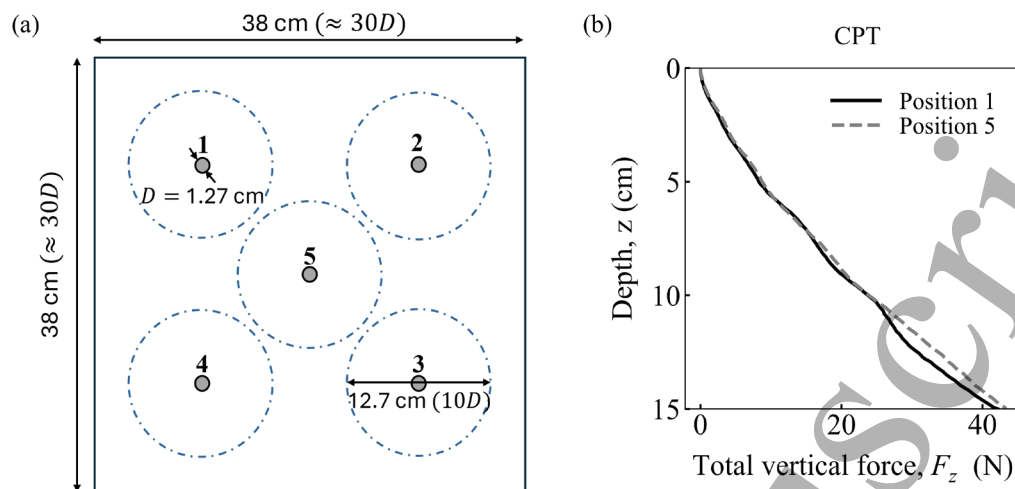 (a)
38 cm (≈ 30D)
38 cm (≈ 30D)
1
D = 1.27 cm
2
5
4
3
12.7 cm (10D)
(b)
CPT
Position 1
Position 5
0
5
10
15
Depth, z (cm)
0
20
40
Total vertical force, F_z (N)